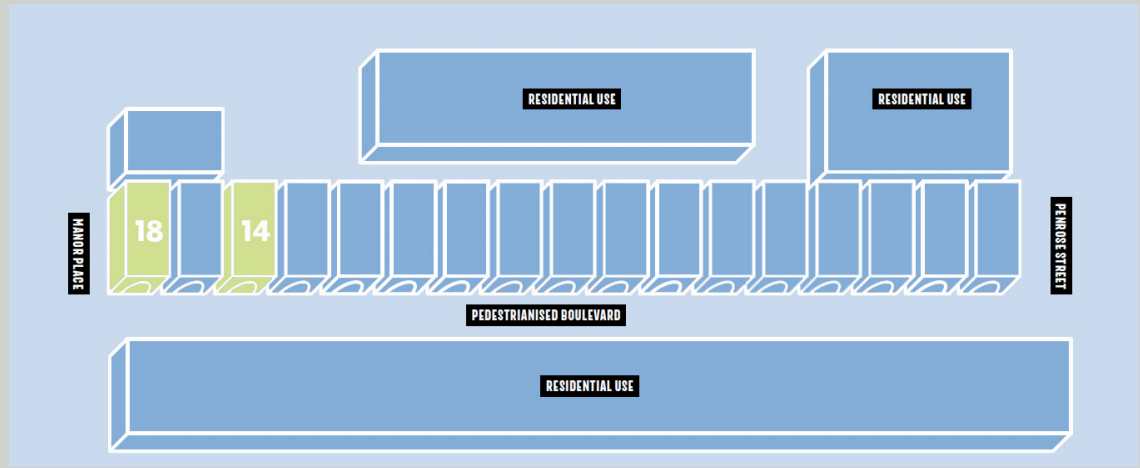 RESIDENTIAL USE
RESIDENTIAL USE
18
14
MANOR PLACE
PENROSE STREET
PEDESTRIANISED BOULEVARD
RESIDENTIAL USE